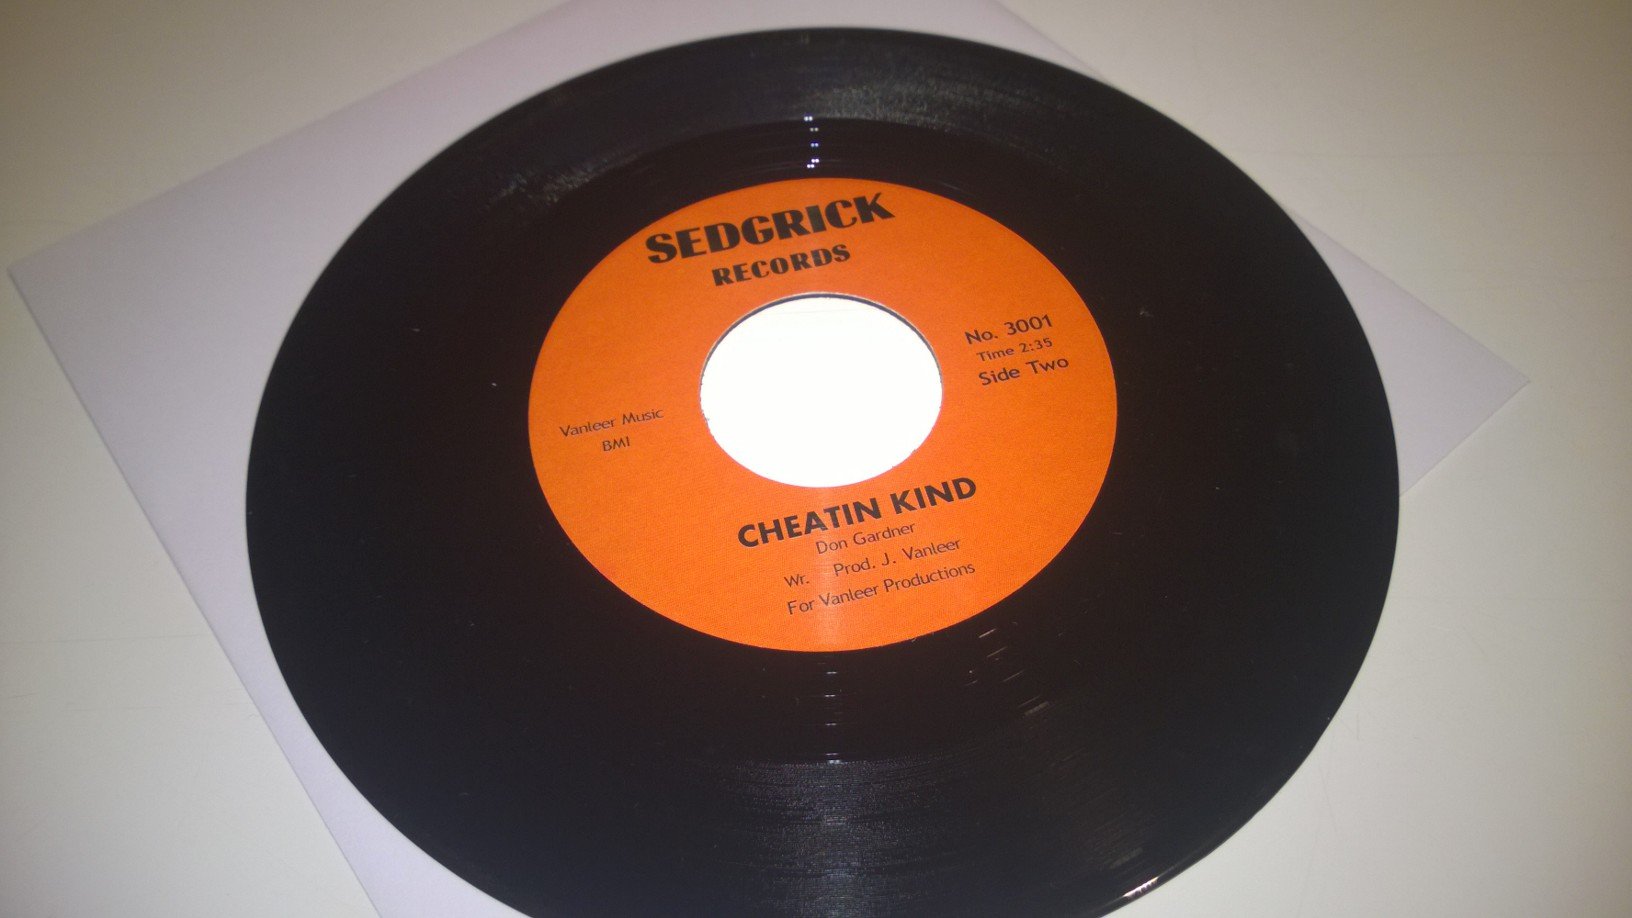 SEDGRICK
RECORDS
No. 3001
Time 2:35
Side Two
Vanleer Music
BMI
CHEATIN KIND
Don Gardner
Wr. Prod. J. Vanleer
For Vanleer Productions